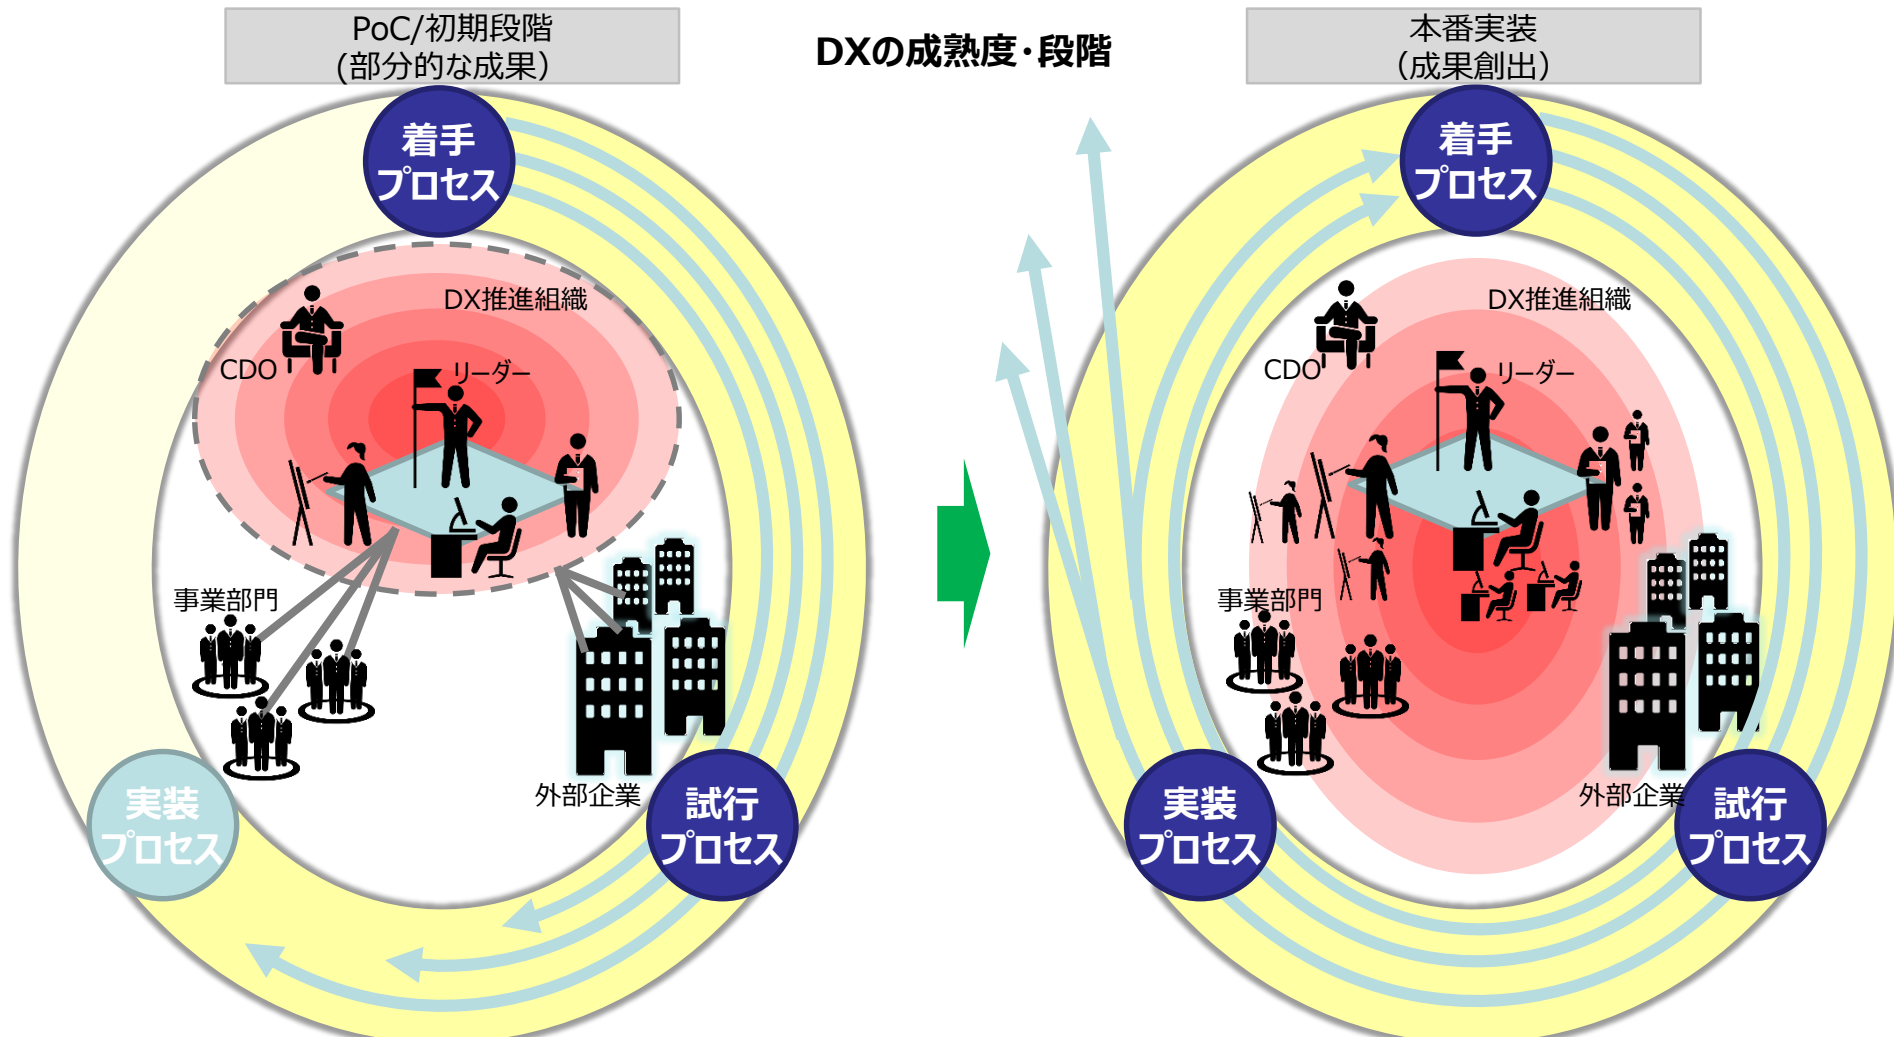 PoC/初期段階
(部分的な成果)
DXの成熟度・段階
本番実装
（成果創出）
着手
プロセス
DX推進組織
CDO
リーダー
事業部門
外部企業
実装
プロセス
試行
プロセス
着手
プロセス
DX推進組織
CDO
リーダー
事業部門
外部企業
実装
プロセス
試行
プロセス